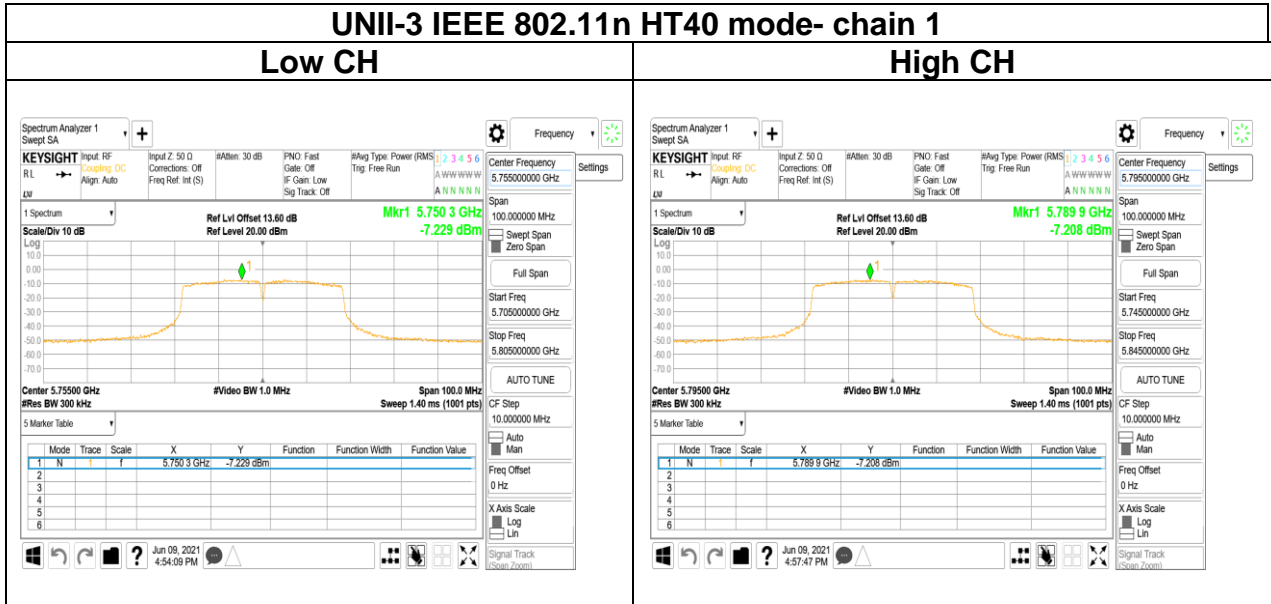 UNII-3 IEEE 802.11n HT40 mode- chain 1
Low CH
Spectrum Analyzer 1
Swept SA
Frequency
KEYSIGHT
RL
Input: RF
Coupling: DC
Align: Auto
Input Z: 50 Ω
Corrections: Off
Freq Ref: Int (S)
#Atten: 30 dB
PNO: Fast
Gate: Off
IF Gain: Low
Sig Track: Off
#Avg Type: Power (RMS
Trig: Free Run
1 2 3 4 5 6
A W W W W W
A N N N N N
Center Frequency
5.755000000 GHz
Settings
1 Spectrum
Scale/Div 10 dB
Ref Lvl Offset 13.60 dB
Ref Level 20.00 dBm
Mkr1 5.750 3 GHz
-7.229 dBm
Log
10.0
0.00
-10.0
-20.0
-30.0
-40.0
-50.0
-60.0
-70.0
1
Center 5.75500 GHz
#Res BW 300 kHz
#Video BW 1.0 MHz
Span 100.0 MHz
Sweep 1.40 ms (1001 pts)
5 Marker Table
Mode Trace Scale X Y Function Function Width Function Value
1 N 1 f 5.750 3 GHz -7.229 dBm
2
3
4
5
6
Span
100.000000 MHz
Swept Span
Zero Span
Full Span
Start Freq
5.705000000 GHz
Stop Freq
5.805000000 GHz
AUTO TUNE
CF Step
10.000000 MHz
Auto
Man
Freq Offset
0 Hz
X Axis Scale
Log
Lin
Signal Track
(Span Zoom)
?
Jun 09, 2021
4:54:09 PM
High CH
Spectrum Analyzer 1
Swept SA
Frequency
KEYSIGHT
RL
Input: RF
Coupling: DC
Align: Auto
Input Z: 50 Ω
Corrections: Off
Freq Ref: Int (S)
#Atten: 30 dB
PNO: Fast
Gate: Off
IF Gain: Low
Sig Track: Off
#Avg Type: Power (RMS
Trig: Free Run
1 2 3 4 5 6
A W W W W W
A N N N N N
Center Frequency
5.795000000 GHz
Settings
1 Spectrum
Scale/Div 10 dB
Ref Lvl Offset 13.60 dB
Ref Level 20.00 dBm
Mkr1 5.789 9 GHz
-7.208 dBm
Log
10.0
0.00
-10.0
-20.0
-30.0
-40.0
-50.0
-60.0
-70.0
1
Center 5.79500 GHz
#Res BW 300 kHz
#Video BW 1.0 MHz
Span 100.0 MHz
Sweep 1.40 ms (1001 pts)
5 Marker Table
Mode Trace Scale X Y Function Function Width Function Value
1 N 1 f 5.789 9 GHz -7.208 dBm
2
3
4
5
6
Span
100.000000 MHz
Swept Span
Zero Span
Full Span
Start Freq
5.745000000 GHz
Stop Freq
5.845000000 GHz
AUTO TUNE
CF Step
10.000000 MHz
Auto
Man
Freq Offset
0 Hz
X Axis Scale
Log
Lin
Signal Track
(Span Zoom)
?
Jun 09, 2021
4:57:47 PM